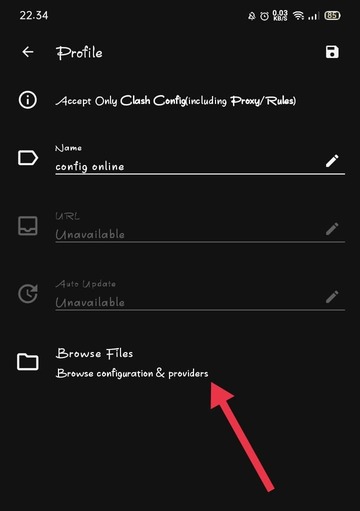 22.34
0.03 KB/S
85
Profile
Accept Only Clash Config(including Proxy/Rules)
Name
config online
URL
Unavailable
Auto Update
Unavailable
Browse Files
Browse configuration & providers